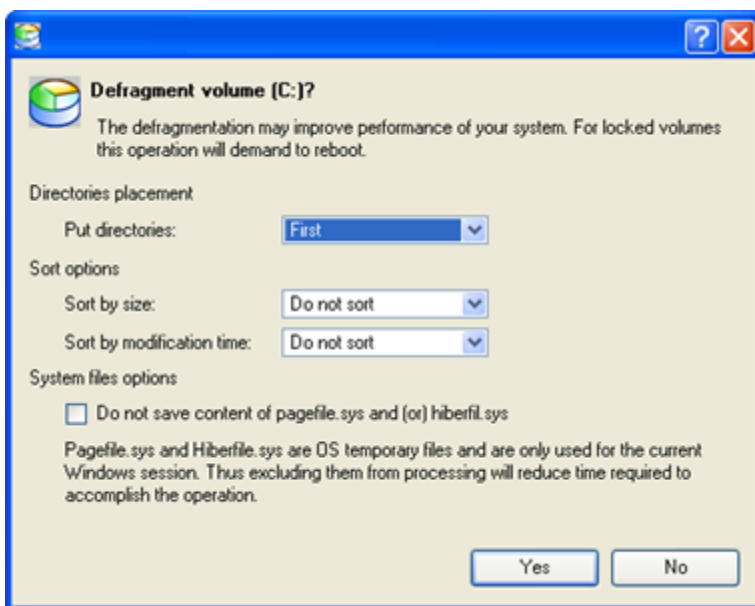 Defragment volume (C:)?
The defragmentation may improve performance of your system. For locked volumes
this operation will demand to reboot.
Directories placement
Put directories: First
Sort options
Sort by size: Do not sort
Sort by modification time: Do not sort
System files options
Do not save content of pagefile.sys and (or) hiberfil.sys
Pagefile.sys and Hiberfile.sys are OS temporary files and are only used for the current
Windows session. Thus excluding them from processing will reduce time required to
accomplish the operation.
Yes No